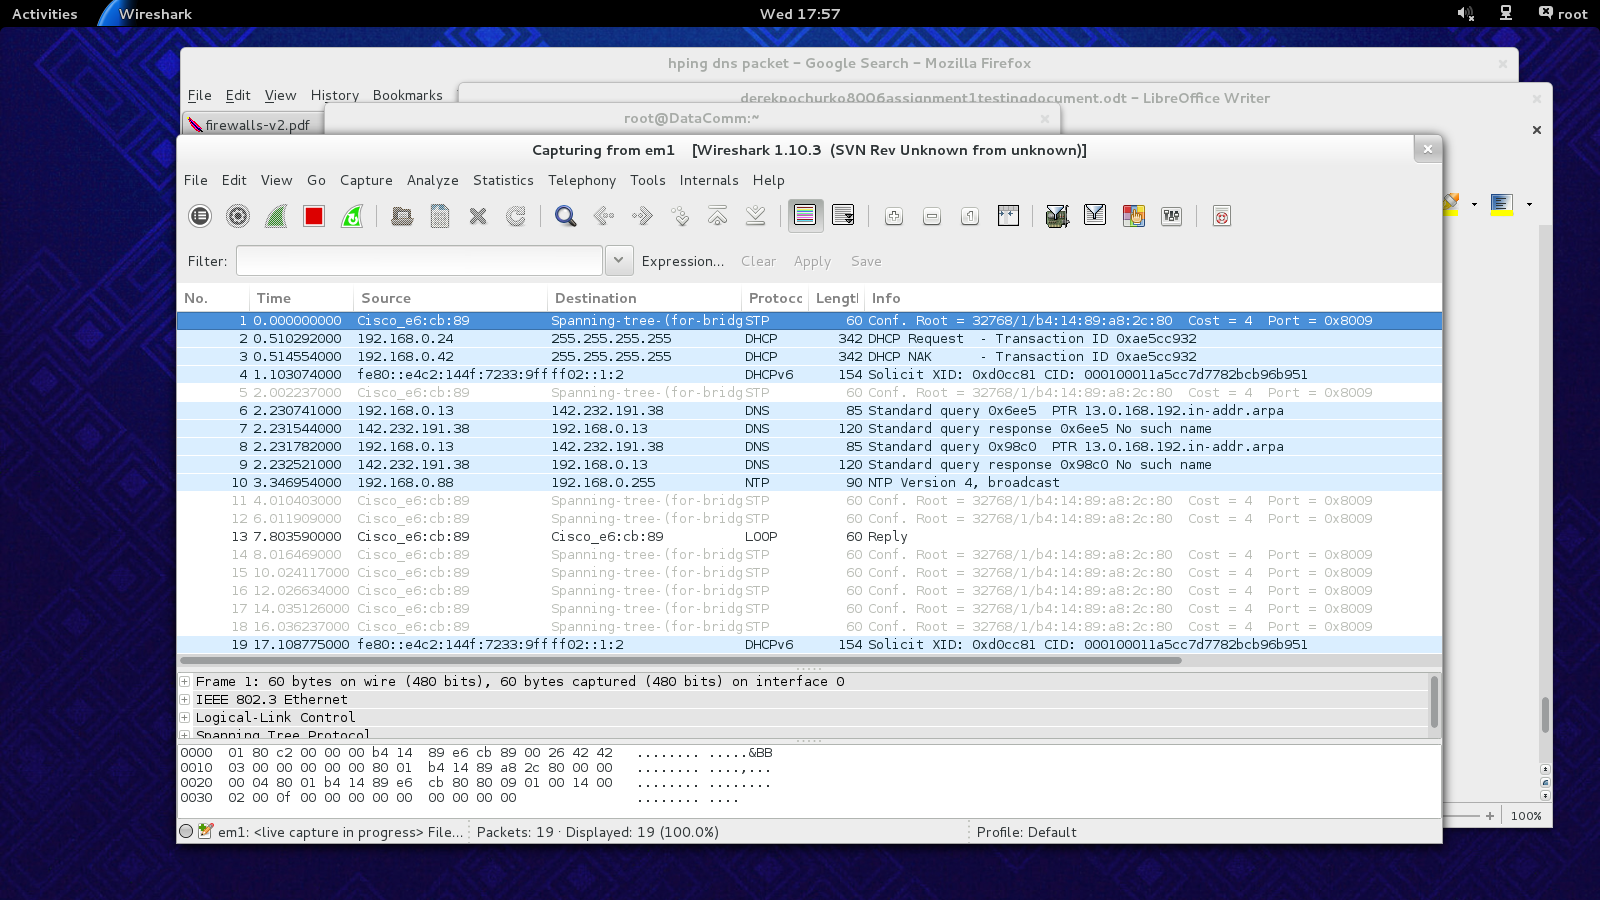 Activities Wireshark Wed 17:57 root
hping dns packet – Google Search – Mozilla Firefox
File Edit View History Bookmarks
derekpochurko8006assignment1testingdocument.odt – LibreOffice Writer
firewalls-v2.pdf
root@DataComm:~
Capturing from em1 [Wireshark 1.10.3 (SVN Rev Unknown from unknown)]
File Edit View Go Capture Analyze Statistics Telephony Tools Internals Help
Filter: Expression... Clear Apply Save
No. Time Source Destination Protocc Lengtl Info
1 0.000000000 Cisco_e6:cb:89 Spanning-tree-(for-bridg STP 60 Conf. Root = 32768/1/b4:14:89:a8:2c:80 Cost = 4 Port = 0x8009
2 0.510292000 192.168.0.24 255.255.255.255 DHCP 342 DHCP Request - Transaction ID 0xae5cc932
3 0.514554000 192.168.0.42 255.255.255.255 DHCP 342 DHCP NAK - Transaction ID 0xae5cc932
4 1.103074000 fe80::e4c2:144f:7233:9ff ff02::1:2 DHCPv6 154 Solicit XID: 0xd0cc81 CID: 000100011a5cc7d7782bcb96b951
5 2.002237000 Cisco_e6:cb:89 Spanning-tree-(for-bridg STP 60 Conf. Root = 32768/1/b4:14:89:a8:2c:80 Cost = 4 Port = 0x8009
6 2.230741000 192.168.0.13 142.232.191.38 DNS 85 Standard query 0x6ee5 PTR 13.0.168.192.in-addr.arpa
7 2.231544000 142.232.191.38 192.168.0.13 DNS 120 Standard query response 0x6ee5 No such name
8 2.231782000 192.168.0.13 142.232.191.38 DNS 85 Standard query 0x98c0 PTR 13.0.168.192.in-addr.arpa
9 2.232521000 142.232.191.38 192.168.0.13 DNS 120 Standard query response 0x98c0 No such name
10 3.346954000 192.168.0.88 192.168.0.255 NTP 90 NTP Version 4, broadcast
11 4.010403000 Cisco_e6:cb:89 Spanning-tree-(for-bridg STP 60 Conf. Root = 32768/1/b4:14:89:a8:2c:80 Cost = 4 Port = 0x8009
12 6.011909000 Cisco_e6:cb:89 Spanning-tree-(for-bridg STP 60 Conf. Root = 32768/1/b4:14:89:a8:2c:80 Cost = 4 Port = 0x8009
13 7.803590000 Cisco_e6:cb:89 Cisco_e6:cb:89 LOOP 60 Reply
14 8.016469000 Cisco_e6:cb:89 Spanning-tree-(for-bridg STP 60 Conf. Root = 32768/1/b4:14:89:a8:2c:80 Cost = 4 Port = 0x8009
15 10.024117000 Cisco_e6:cb:89 Spanning-tree-(for-bridg STP 60 Conf. Root = 32768/1/b4:14:89:a8:2c:80 Cost = 4 Port = 0x8009
16 12.026634000 Cisco_e6:cb:89 Spanning-tree-(for-bridg STP 60 Conf. Root = 32768/1/b4:14:89:a8:2c:80 Cost = 4 Port = 0x8009
17 14.035126000 Cisco_e6:cb:89 Spanning-tree-(for-bridg STP 60 Conf. Root = 32768/1/b4:14:89:a8:2c:80 Cost = 4 Port = 0x8009
18 16.036237000 Cisco_e6:cb:89 Spanning-tree-(for-bridg STP 60 Conf. Root = 32768/1/b4:14:89:a8:2c:80 Cost = 4 Port = 0x8009
19 17.108775000 fe80::e4c2:144f:7233:9ff ff02::1:2 DHCPv6 154 Solicit XID: 0xd0cc81 CID: 000100011a5cc7d7782bcb96b951
Frame 1: 60 bytes on wire (480 bits), 60 bytes captured (480 bits) on interface 0
IEEE 802.3 Ethernet
Logical-Link Control
Spanning Tree Protocol
0000 01 80 c2 00 00 00 b4 14 89 e6 cb 89 00 26 42 42 ........ .....&BB
0010 03 00 00 00 00 00 80 01 b4 14 89 a8 2c 80 00 00 ........ ....,...
0020 00 04 80 01 b4 14 89 e6 cb 80 80 09 01 00 14 00 ........ ........
0030 02 00 0f 00 00 00 00 00 00 00 00 00 ........ ....
em1: <live capture in progress> File... Packets: 19 · Displayed: 19 (100.0%) Profile: Default
100%